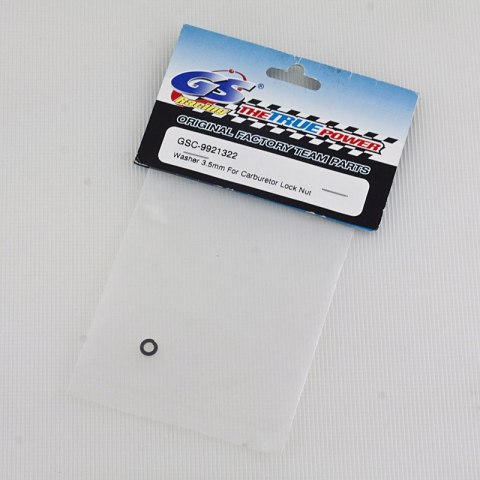 GS®
Racing
THE TRUE POWER
ORIGINAL FACTORY TEAM PARTS
GSC-9921322
Washer 3.5mm For Carburetor Lock Nut